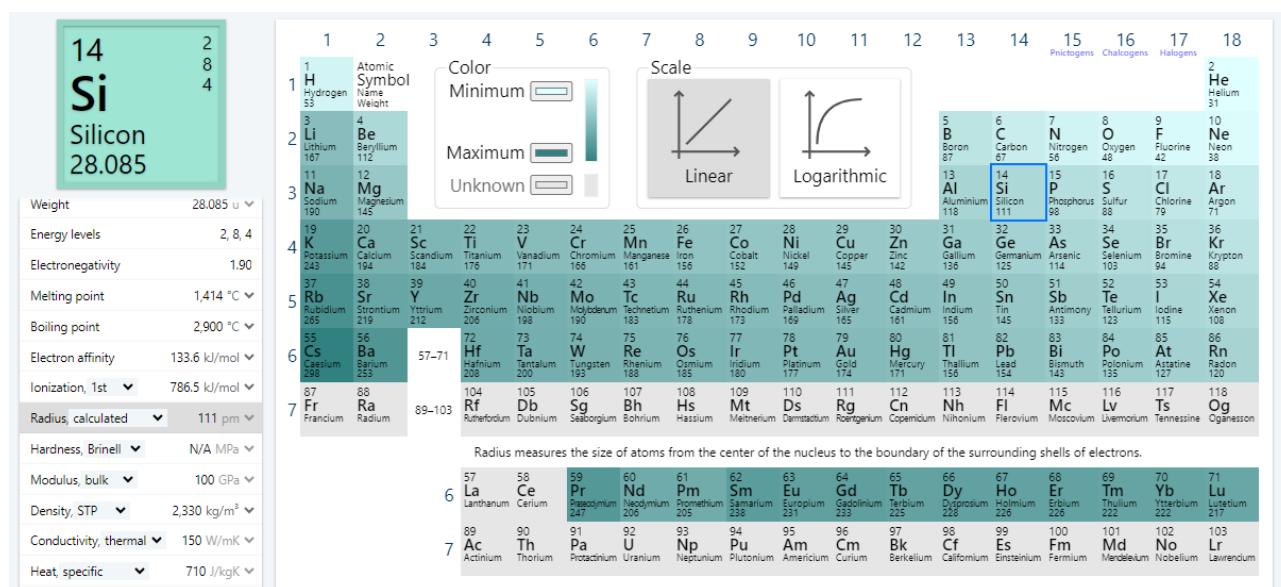 14
Si
Silicon
28.085
2
8
4
Weight 28.085 u
Energy levels 2, 8, 4
Electronegativity 1.90
Melting point 1,414 °C
Boiling point 2,900 °C
Electron affinity 133.6 kJ/mol
Ionization, 1st 786.5 kJ/mol
Radius, calculated 111 pm
Hardness, Brinell N/A MPa
Modulus, bulk 100 GPa
Density, STP 2,330 kg/m³
Conductivity, thermal 150 W/mK
Heat, specific 710 J/kgK
1 2 3 4 5 6 7 8 9 10 11 12 13 14 15 16 17 18
Pnictogens Chalcogens Halogens
Atomic
Symbol
Name
Weight
Color
Minimum
Maximum
Unknown
Scale
Linear
Logarithmic
1
1 2
H He
Hydrogen Helium
53 31
2
3 4 5 6 7 8 9 10
Li Be B C N O F Ne
Lithium Beryllium Boron Carbon Nitrogen Oxygen Fluorine Neon
167 112 87 67 56 48 42 38
3
11 12 13 14 15 16 17 18
Na Mg Al Si P S Cl Ar
Sodium Magnesium Aluminium Silicon Phosphorus Sulfur Chlorine Argon
190 145 118 111 98 88 79 71
4
19 20 21 22 23 24 25 26 27 28 29 30 31 32 33 34 35 36
K Ca Sc Ti V Cr Mn Fe Co Ni Cu Zn Ga Ge As Se Br Kr
Potassium Calcium Scandium Titanium Vanadium Chromium Manganese Iron Cobalt Nickel Copper Zinc Gallium Germanium Arsenic Selenium Bromine Krypton
243 194 184 176 171 166 161 156 152 149 145 142 136 125 114 103 94 88
5
37 38 39 40 41 42 43 44 45 46 47 48 49 50 51 52 53 54
Rb Sr Y Zr Nb Mo Tc Ru Rh Pd Ag Cd In Sn Sb Te I Xe
Rubidium Strontium Yttrium Zirconium Niobium Molybdenum Technetium Ruthenium Rhodium Palladium Silver Cadmium Indium Tin Antimony Tellurium Iodine Xenon
265 219 212 206 198 190 183 178 173 169 165 161 156 145 133 123 115 108
6
55 56 72 73 74 75 76 77 78 79 80 81 82 83 84 85 86
Cs Ba 57–71 Hf Ta W Re Os Ir Pt Au Hg Tl Pb Bi Po At Rn
Caesium Barium Hafnium Tantalum Tungsten Rhenium Osmium Iridium Platinum Gold Mercury Thallium Lead Bismuth Polonium Astatine Radon
298 253 208 200 193 188 185 180 177 174 171 156 154 143 135 127 120
7
87 88 104 105 106 107 108 109 110 111 112 113 114 115 116 117 118
Fr Ra 89–103 Rf Db Sg Bh Hs Mt Ds Rg Cn Nh Fl Mc Lv Ts Og
Francium Radium Rutherfordium Dubnium Seaborgium Bohrium Hassium Meitnerium Darmstadtium Roentgenium Copernicium Nihonium Flerovium Moscovium Livermorium Tennessine Oganesson
Radius measures the size of atoms from the center of the nucleus to the boundary of the surrounding shells of electrons.
6
57 58 59 60 61 62 63 64 65 66 67 68 69 70 71
La Ce Pr Nd Pm Sm Eu Gd Tb Dy Ho Er Tm Yb Lu
Lanthanum Cerium Praseodymium Neodymium Promethium Samarium Europium Gadolinium Terbium Dysprosium Holmium Erbium Thulium Ytterbium Lutetium
247 206 205 238 231 233 225 228 226 226 222 222 217
7
89 90 91 92 93 94 95 96 97 98 99 100 101 102 103
Ac Th Pa U Np Pu Am Cm Bk Cf Es Fm Md No Lr
Actinium Thorium Protactinium Uranium Neptunium Plutonium Americium Curium Berkelium Californium Einsteinium Fermium Mendelevium Nobelium Lawrencium